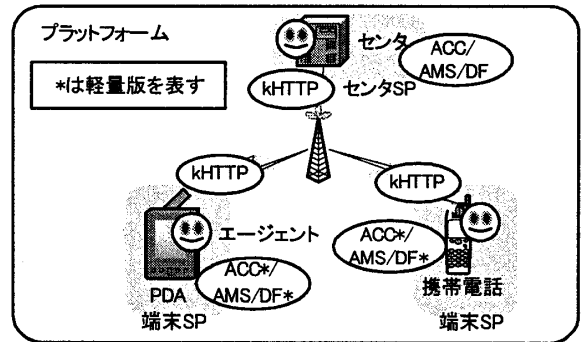 プラットフォーム
*は軽量版を表す
センタ
ACC/
AMS/DF
kHTTP
センタSP
kHTTP
kHTTP
エージェント
ACC*/
AMS/DF*
PDA
端末SP
ACC*/
AMS/DF*
携帯電話
端末SP